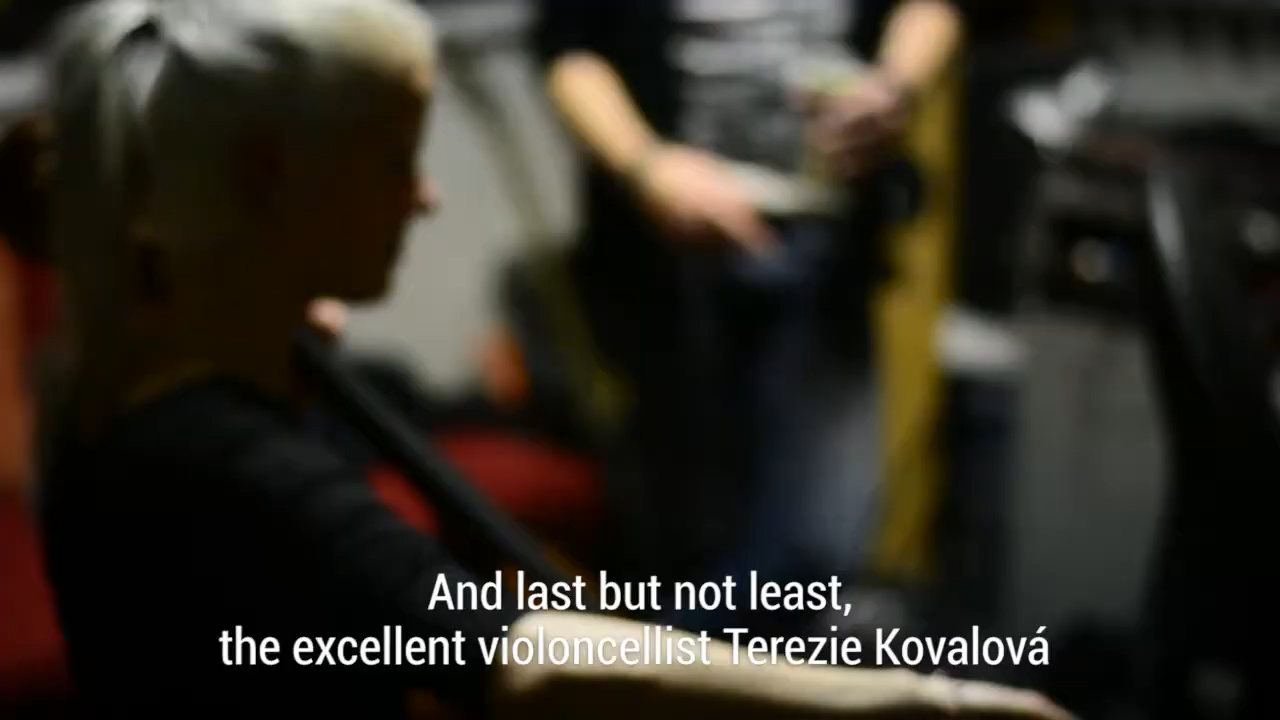 And last but not least,
the excellent violoncellist Terezie Kovalová